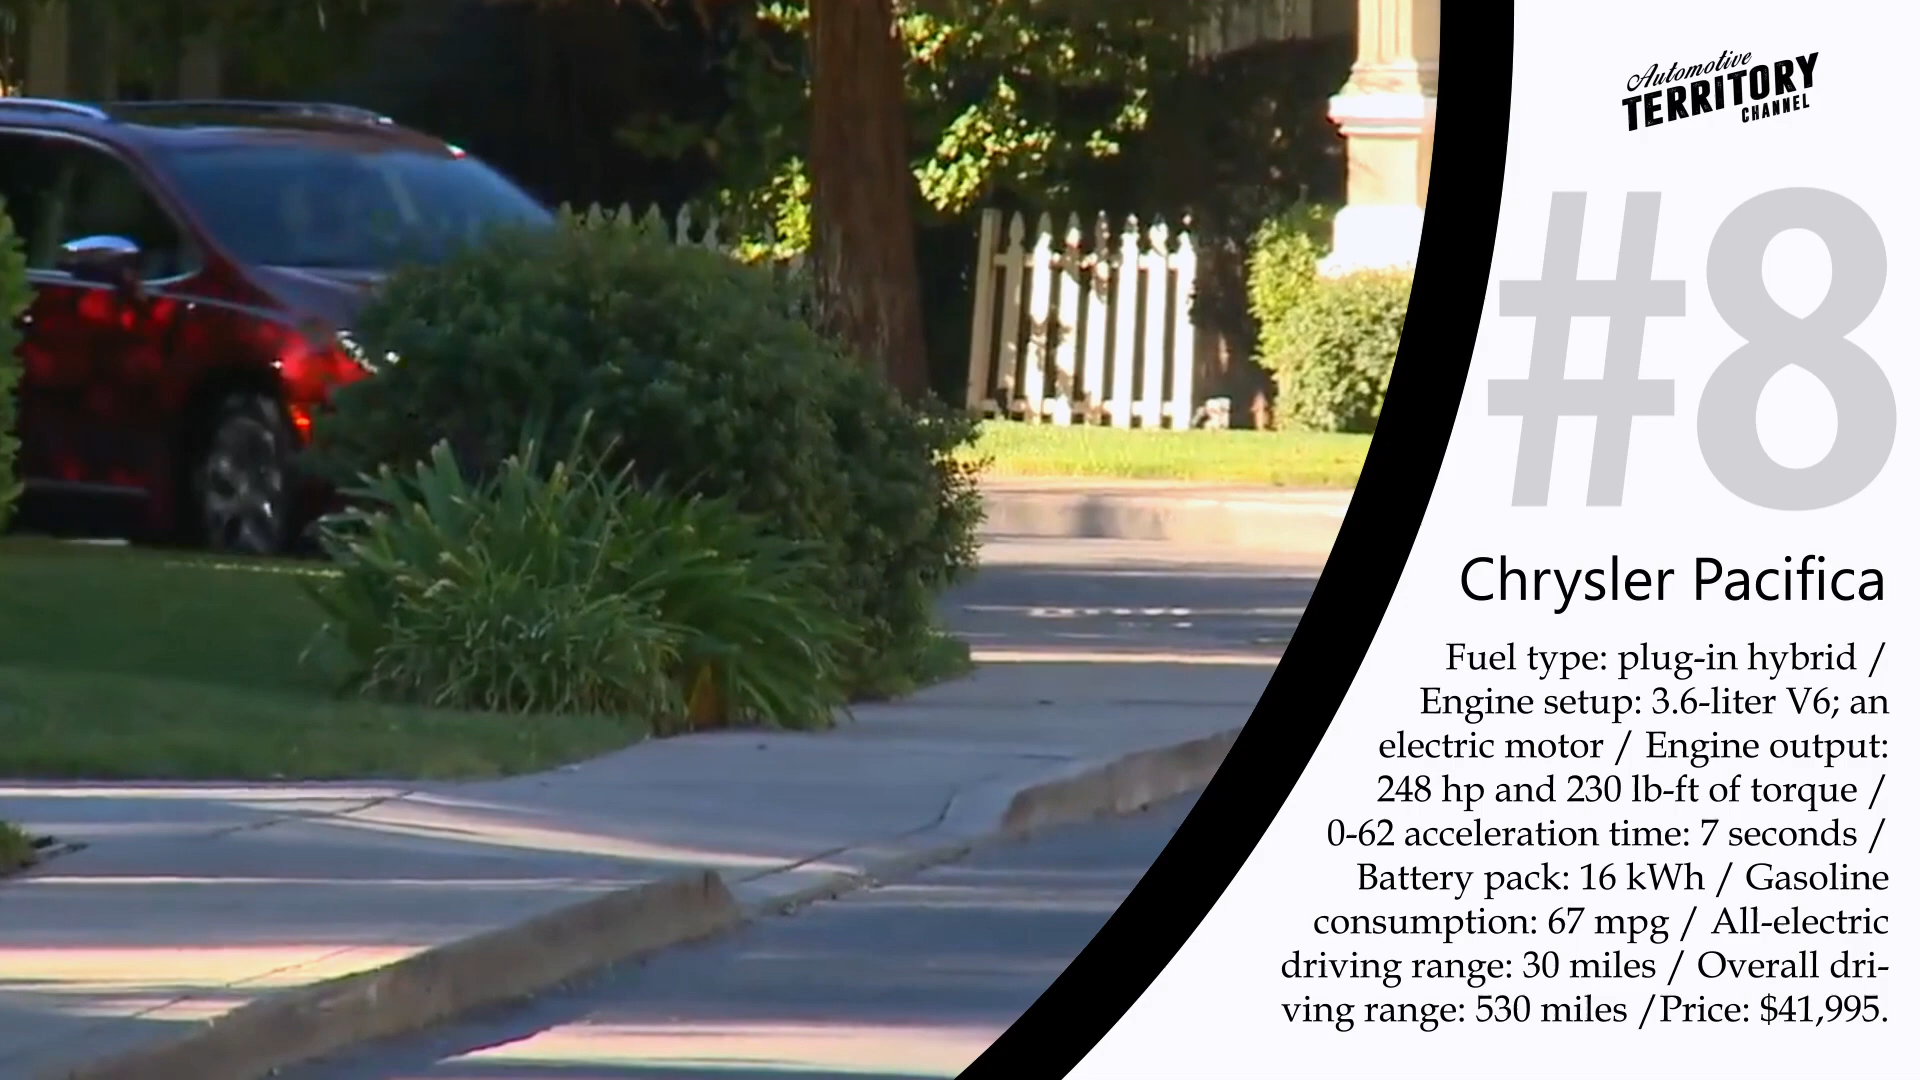 Automotive
TERRITORY
CHANNEL
#8
Chrysler Pacifica
Fuel type: plug-in hybrid /
Engine setup: 3.6-liter V6; an
electric motor / Engine output:
248 hp and 230 lb-ft of torque /
0-62 acceleration time: 7 seconds /
Battery pack: 16 kWh / Gasoline
consumption: 67 mpg / All-electric
driving range: 30 miles / Overall dri-
ving range: 530 miles /Price: $41,995.